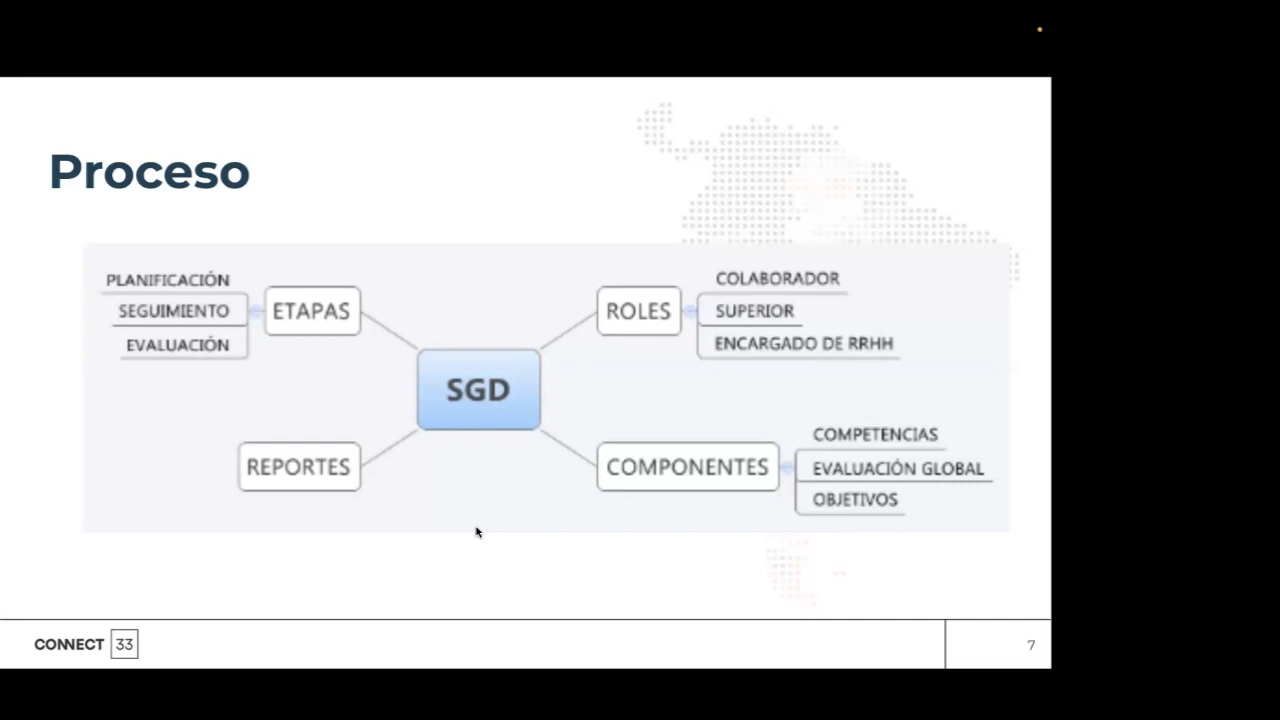 Proceso
PLANIFICACIÓN
SEGUIMIENTO
EVALUACIÓN
ETAPAS
ROLES
COLABORADOR
SUPERIOR
ENCARGADO DE RRHH
SGD
REPORTES
COMPONENTES
COMPETENCIAS
EVALUACIÓN GLOBAL
OBJETIVOS
CONNECT 33
7